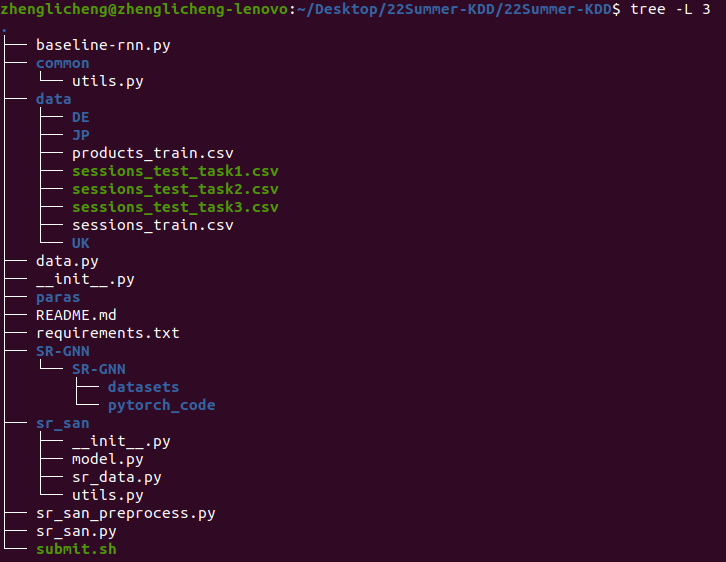 zhenglicheng@zhenglicheng-lenovo:~/Desktop/22Summer-KDD/22Summer-KDD$ tree -L 3
.
├── baseline-rnn.py
├── common
│   └── utils.py
├── data
│   ├── DE
│   ├── JP
│   ├── products_train.csv
│   ├── sessions_test_task1.csv
│   ├── sessions_test_task2.csv
│   ├── sessions_test_task3.csv
│   ├── sessions_train.csv
│   └── UK
├── data.py
├── __init__.py
├── paras
├── README.md
├── requirements.txt
├── SR-GNN
│   └── SR-GNN
│       ├── datasets
│       └── pytorch_code
├── sr_san
│   ├── __init__.py
│   ├── model.py
│   ├── sr_data.py
│   └── utils.py
├── sr_san_preprocess.py
├── sr_san.py
└── submit.sh